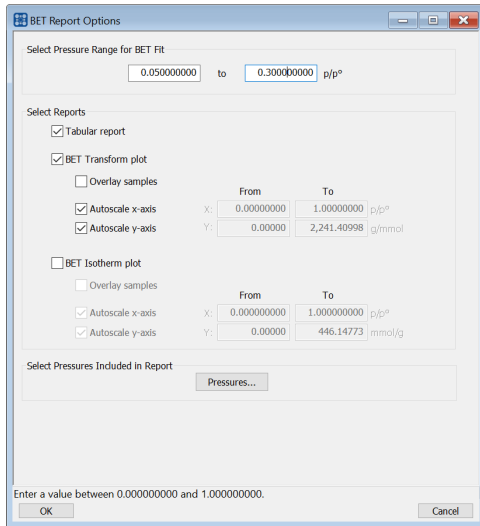 BET Report Options
Select Pressure Range for BET Fit
0.050000000 to 0.300000000 p/p°
Select Reports
Tabular report
BET Transform plot
Overlay samples
From To
Autoscale x-axis X: 0.00000000 1.00000000 p/p°
Autoscale y-axis Y: 0.00000 2,241.40998 g/mmol
BET Isotherm plot
Overlay samples
From To
Autoscale x-axis X: 0.000000000 1.000000000 p/p°
Autoscale y-axis Y: 0.00000 446.14773 mmol/g
Select Pressures Included in Report
Pressures...
Enter a value between 0.000000000 and 1.000000000.
OK Cancel